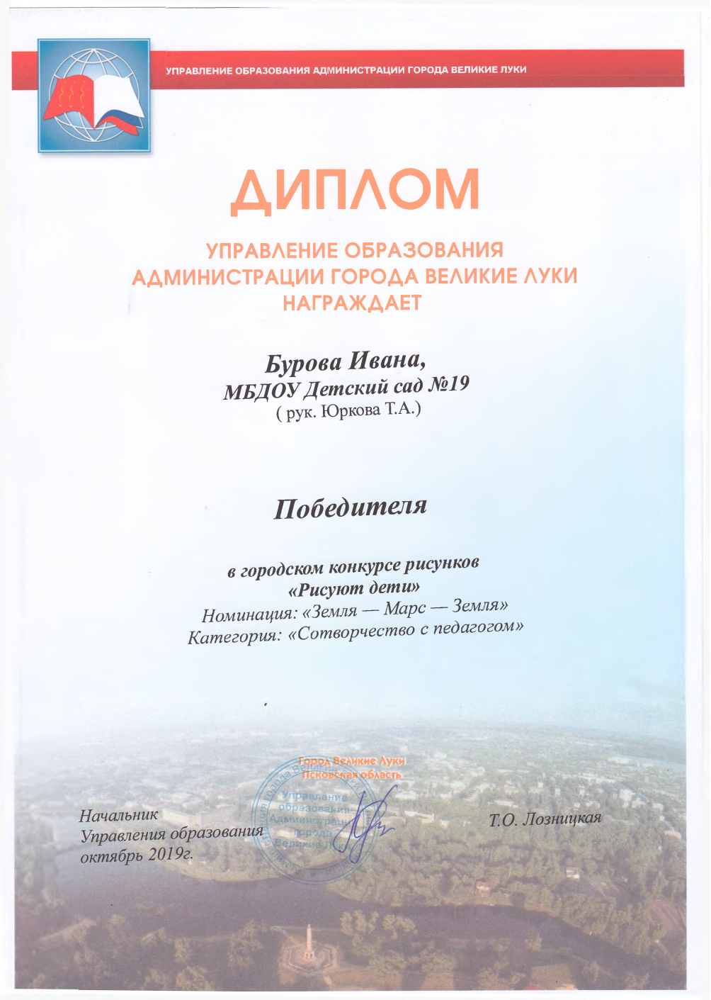 УПРАВЛЕНИЕ ОБРАЗОВАНИЯ АДМИНИСТРАЦИИ ГОРОДА ВЕЛИКИЕ ЛУКИ
ДИПЛОМ
УПРАВЛЕНИЕ ОБРАЗОВАНИЯ
АДМИНИСТРАЦИИ ГОРОДА ВЕЛИКИЕ ЛУКИ
НАГРАЖДАЕТ
Бурова Ивана,
МБДОУ Детский сад №19
( рук. Юркова Т.А.)
Победителя
в городском конкурсе рисунков
«Рисуют дети»
Номинация: «Земля — Марс — Земля»
Категория: «Сотворчество с педагогом»
Город Великие Луки
Псковская область
Управление
образования
Администрации
города
Великие Луки
Начальник
Управления образования
октябрь 2019г.
Т.О. Лозницкая